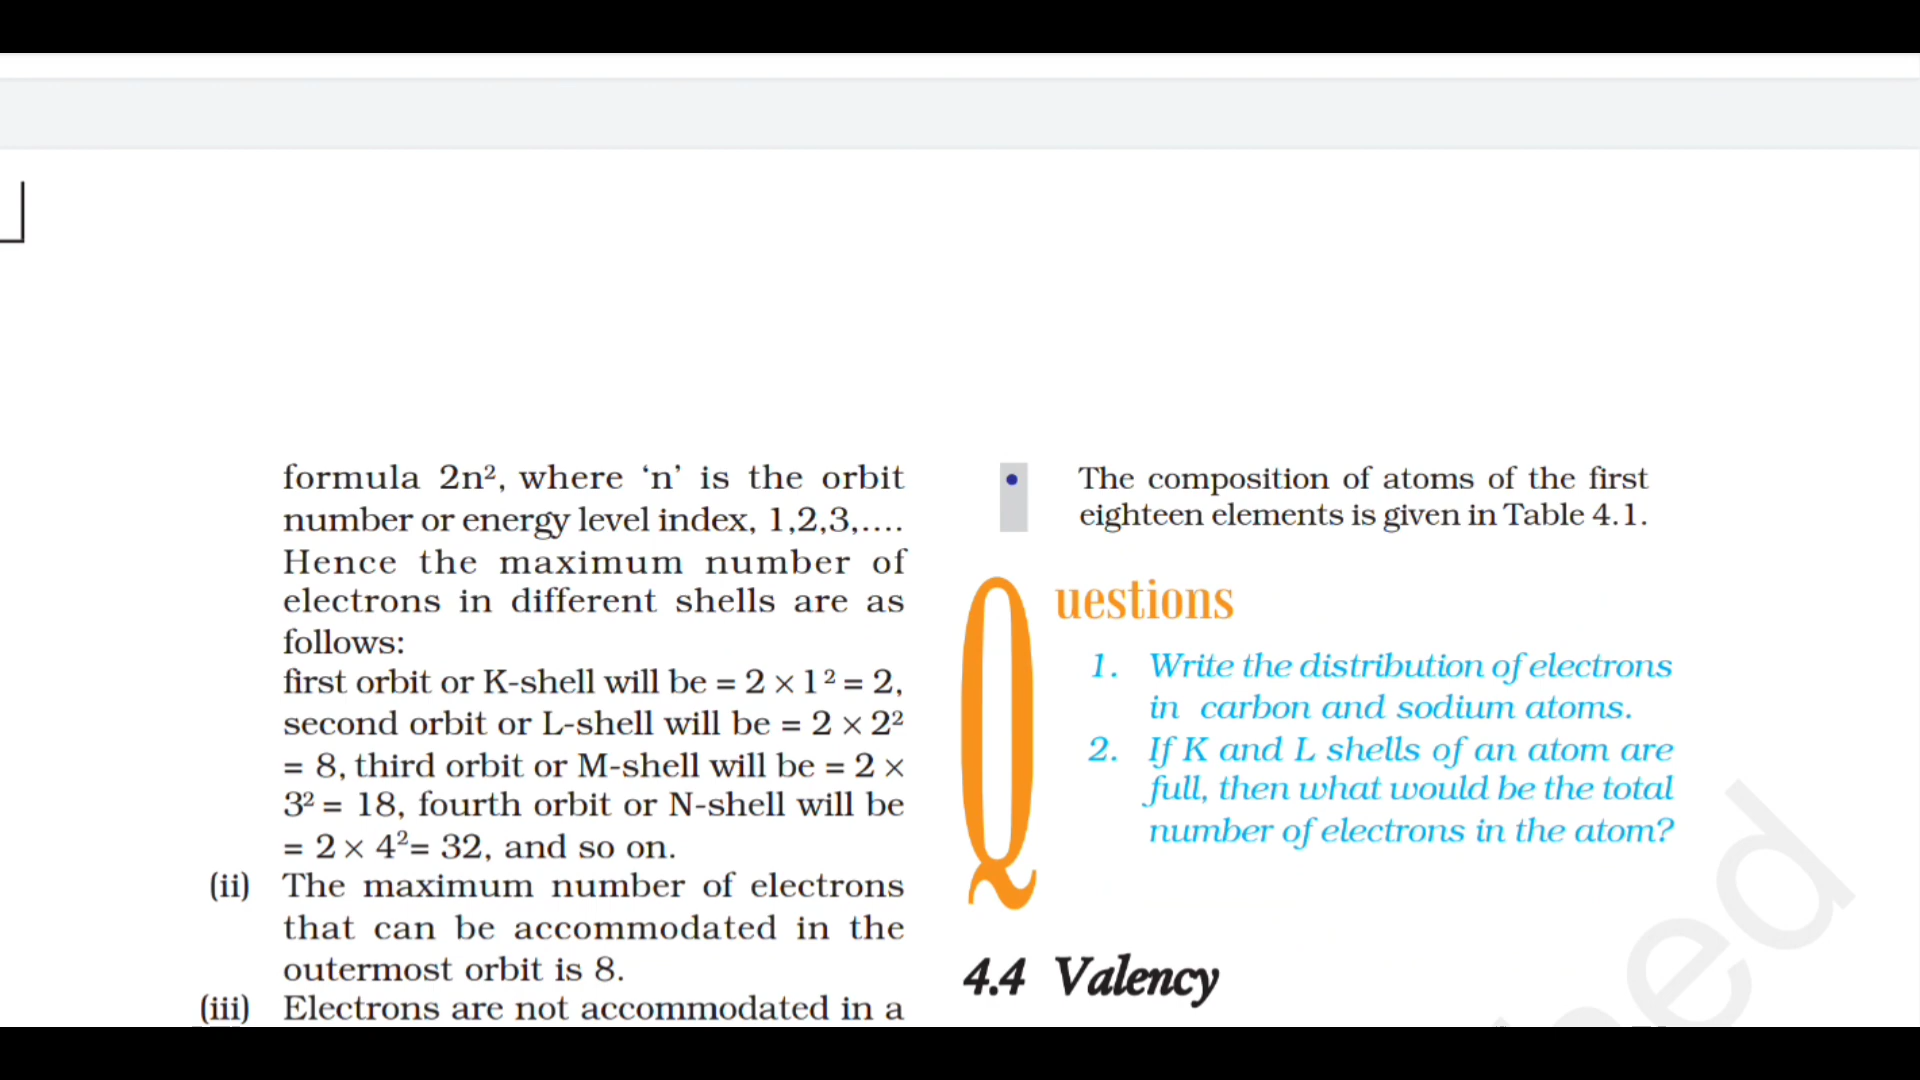 formula 2n², where ‘n’ is the orbit
number or energy level index, 1,2,3,....
Hence the maximum number of
electrons in different shells are as
follows:
first orbit or K-shell will be = 2 × 1² = 2,
second orbit or L-shell will be = 2 × 2²
= 8, third orbit or M-shell will be = 2 ×
3² = 18, fourth orbit or N-shell will be
= 2 × 4²= 32, and so on.
(ii) The maximum number of electrons
that can be accommodated in the
outermost orbit is 8.
(iii) Electrons are not accommodated in a
• The composition of atoms of the first
eighteen elements is given in Table 4.1.
Questions
1. Write the distribution of electrons
in carbon and sodium atoms.
2. If K and L shells of an atom are
full, then what would be the total
number of electrons in the atom?
4.4 Valency